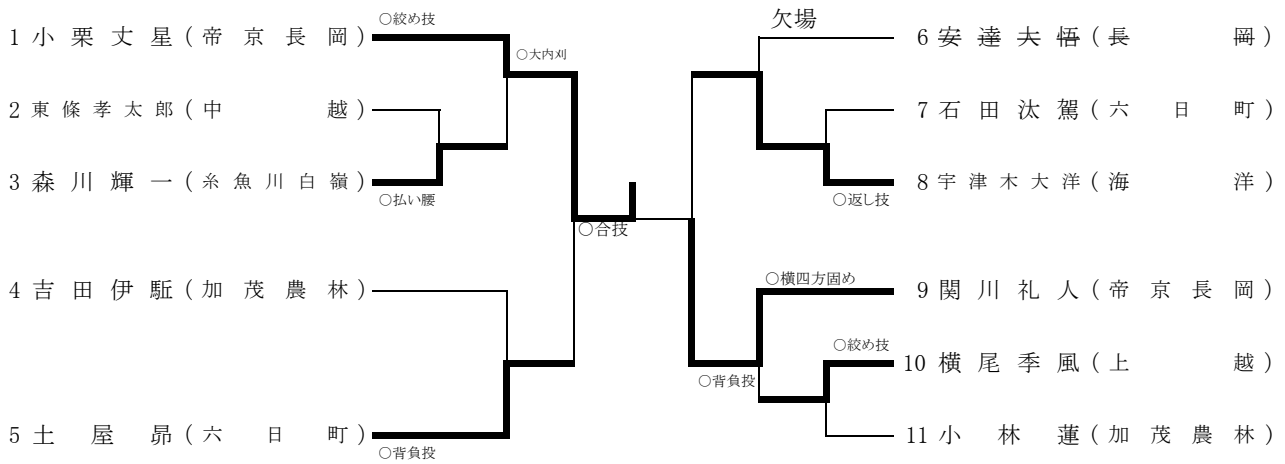 1 小栗丈星(帝京長岡)
○絞め技
○大内刈
2 東條孝太郎(中越)
3 森川輝一(糸魚川白嶺)
○払い腰
○合技
4 吉田伊駈(加茂農林)
5 土屋昴(六日町)
○背負投
欠場
6 安達大悟(長岡)
7 石田汰駕(六日町)
8 宇津木大洋(海洋)
○返し技
○横四方固め
9 関川礼人(帝京長岡)
○絞め技
10 横尾季風(上越)
○背負投
11 小林蓮(加茂農林)